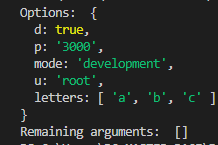 Options:  {
  d: true,
  p: '3000',
  mode: 'development',
  u: 'root',
  letters: [ 'a', 'b', 'c' ]
}
Remaining arguments:  []